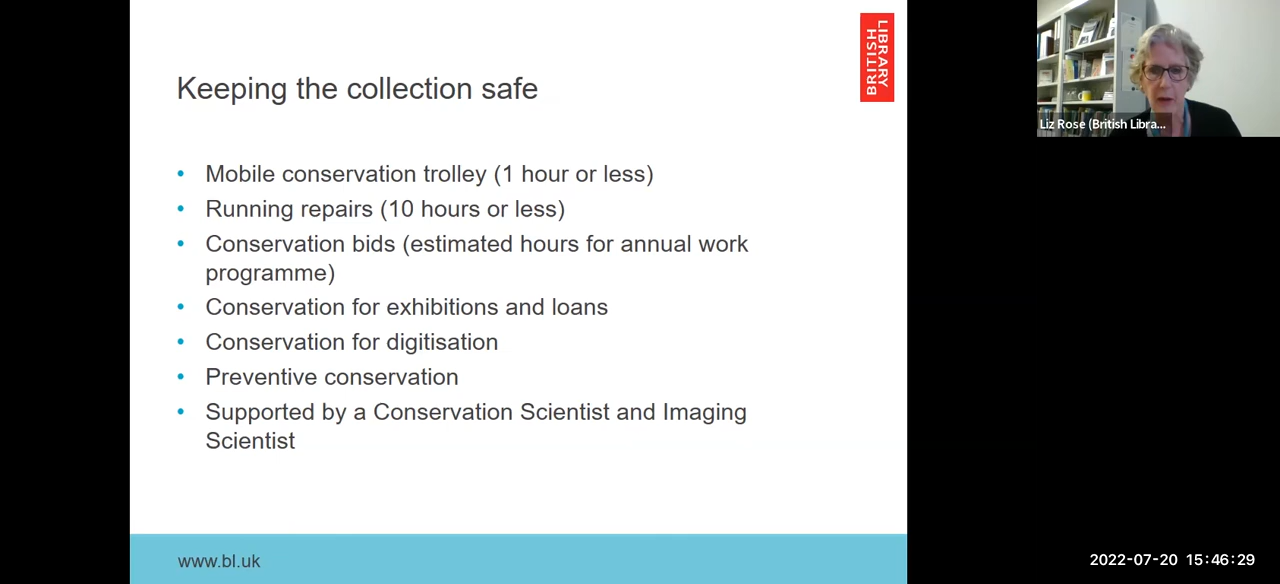 Keeping the collection safe
BRITISH
LIBRARY
• Mobile conservation trolley (1 hour or less)
• Running repairs (10 hours or less)
• Conservation bids (estimated hours for annual work
programme)
• Conservation for exhibitions and loans
• Conservation for digitisation
• Preventive conservation
• Supported by a Conservation Scientist and Imaging
Scientist
www.bl.uk
Liz Rose (British Libra...
2022-07-20 15:46:29